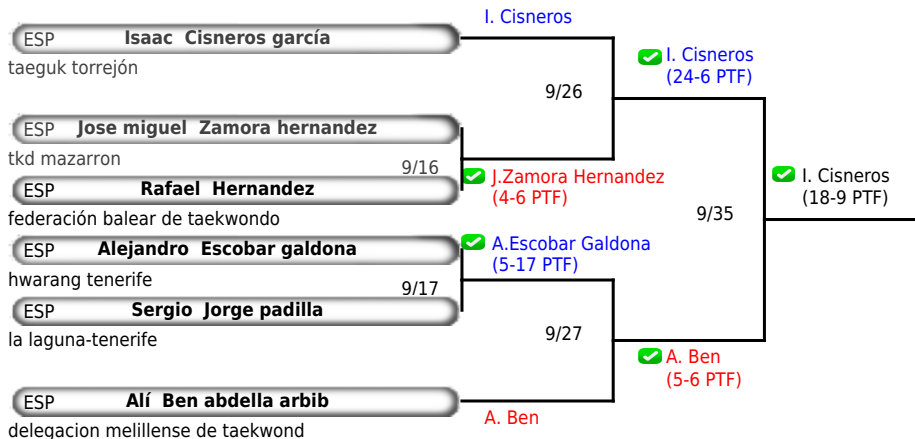 I. Cisneros
ESP Isaac Cisneros garcía
taeguk torrejón
I. Cisneros
(24-6 PTF)
9/26
ESP Jose miguel Zamora hernandez
tkd mazarron
9/16
J.Zamora Hernandez
(4-6 PTF)
I. Cisneros
(18-9 PTF)
ESP Rafael Hernandez
federación balear de taekwondo
9/35
ESP Alejandro Escobar galdona
A.Escobar Galdona
(5-17 PTF)
hwarang tenerife
9/17
ESP Sergio Jorge padilla
la laguna-tenerife
9/27
A. Ben
(5-6 PTF)
ESP Alí Ben abdella arbib
A. Ben
delegacion melillense de taekwond